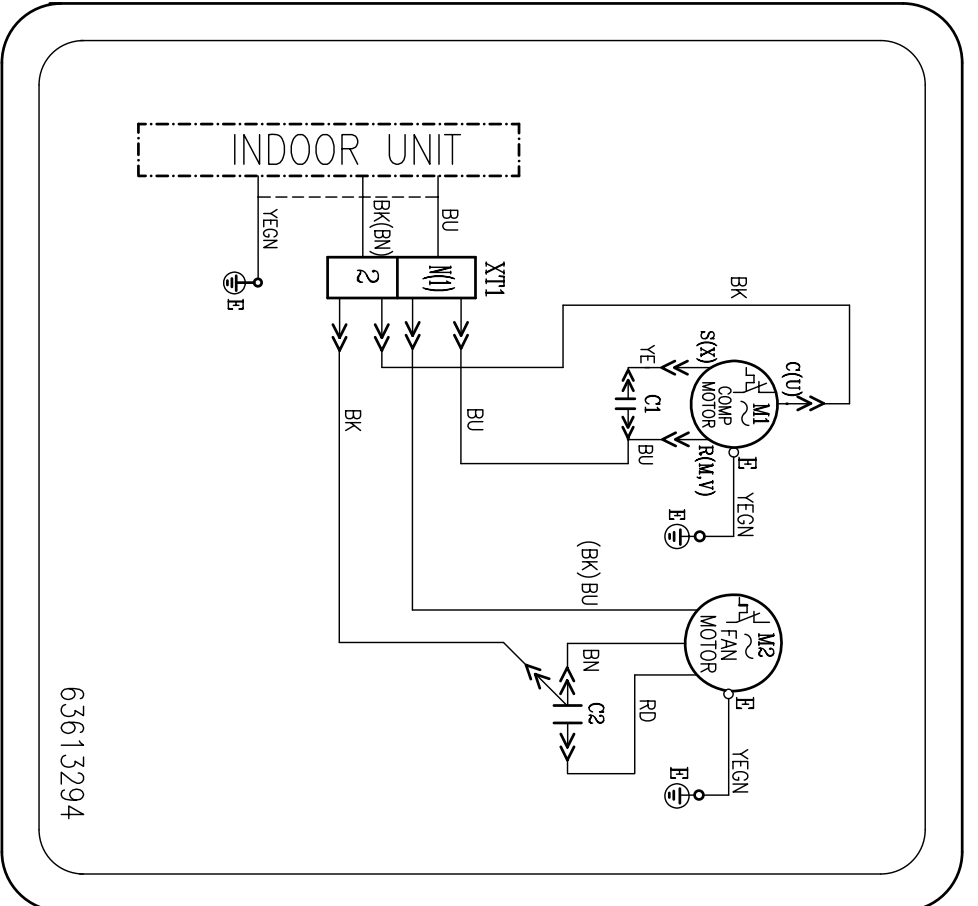 INDOOR UNIT
YEGN
BK(BN)
BU
E
2
N(1)
XT1
BK
BU
BK
YE
S(X)
C1
BU
C(U)
M1
COMP
MOTOR
R(M,V)
E
YEGN
E
(BK)BU
M2
FAN
MOTOR
BN
C2
RD
E
YEGN
E
63613294